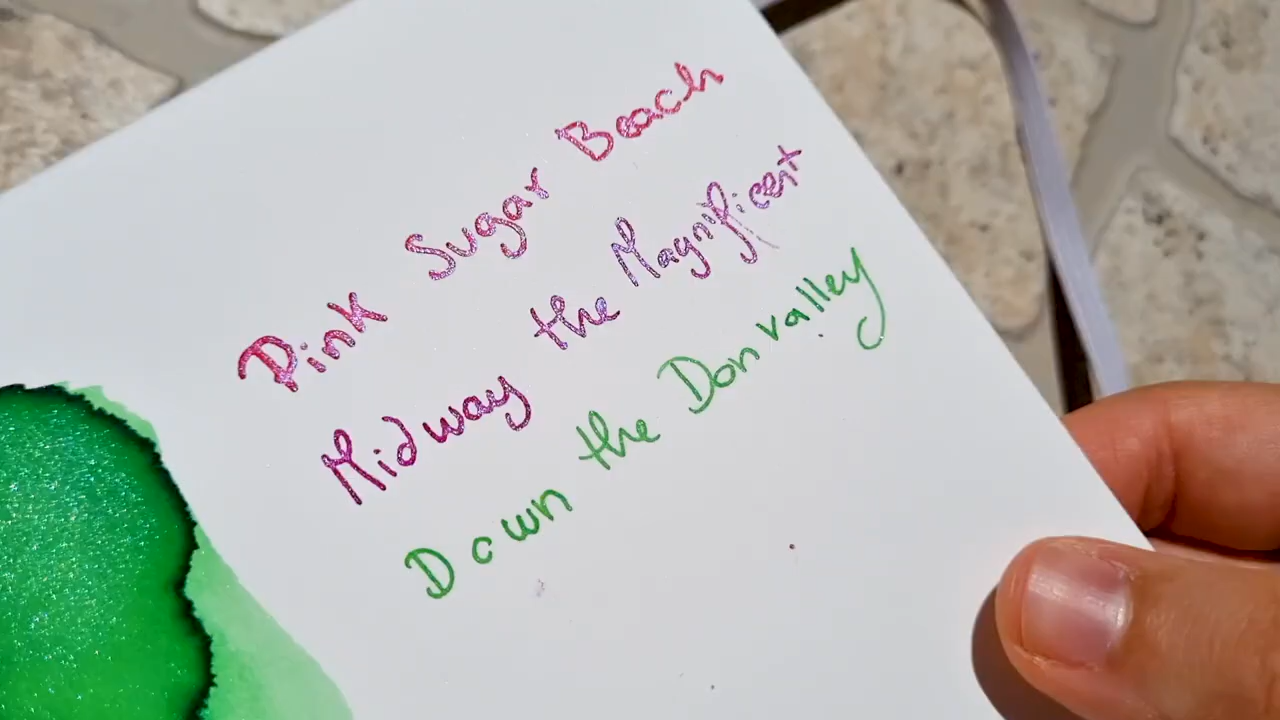 Pink Sugar Beach
Midway the Magnificent
Down the Don valley